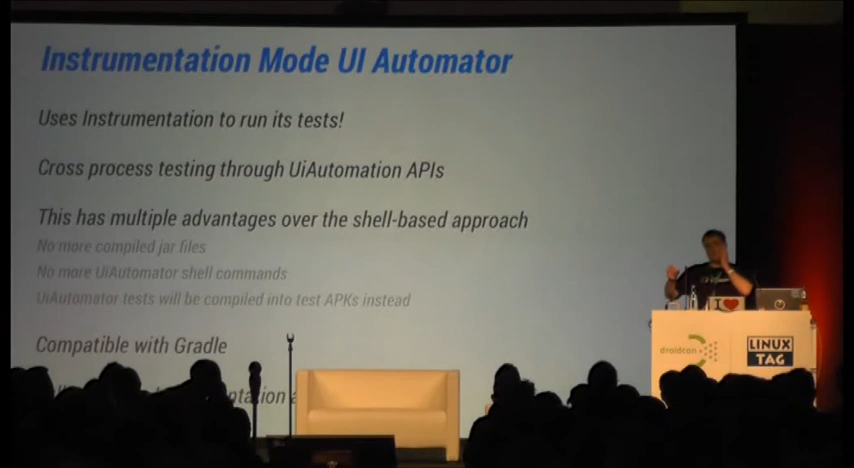 Instrumentation Mode UI Automator
Uses Instrumentation to run its tests!
Cross process testing through UiAutomation APIs
This has multiple advantages over the shell-based approach
No more compiled jar files
No more UiAutomator shell commands
UiAutomator tests will be compiled into test APKs instead
Compatible with Gradle
I
droidcon
LINUX
TAG